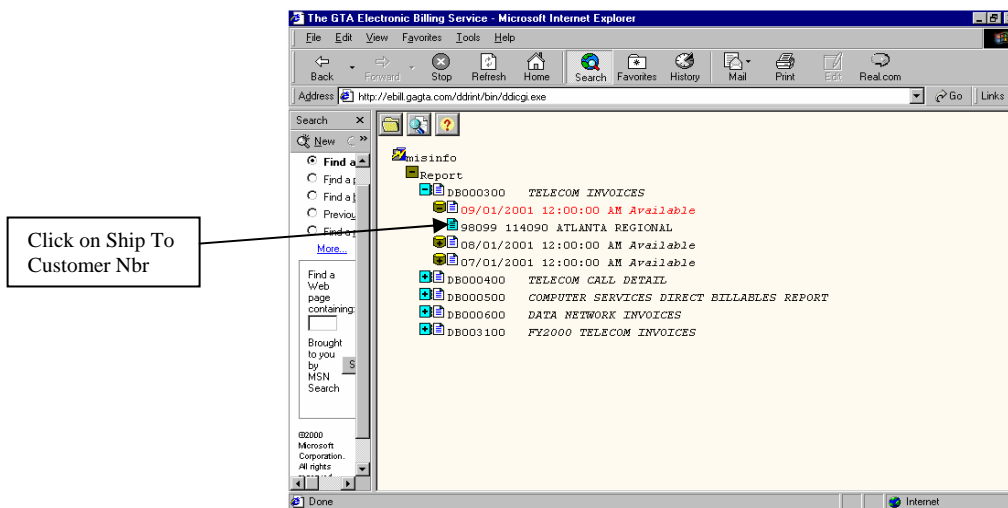 The GTA Electronic Billing Service - Microsoft Internet Explorer
File Edit View Favorites Tools Help
Back Forward Stop Refresh Home Search Favorites History Mail Print Edit Real.com
Address http://ebill.gagta.com/ddrint/bin/ddicgi.exe Go Links
Search
New
Find a
Find a
Find a
Previou
Find a
More...
Find a
Web
page
containing:
Brought
to you
by S
MSN
Search
©2000
Microsoft
Corporation.
All rights
misinfo
Report
DB000300 TELECOM INVOICES
09/01/2001 12:00:00 AM Available
98099 114090 ATLANTA REGIONAL
08/01/2001 12:00:00 AM Available
07/01/2001 12:00:00 AM Available
DB000400 TELECOM CALL DETAIL
DB000500 COMPUTER SERVICES DIRECT BILLABLES REPORT
DB000600 DATA NETWORK INVOICES
DB003100 FY2000 TELECOM INVOICES
Click on Ship To
Customer Nbr
Done Internet